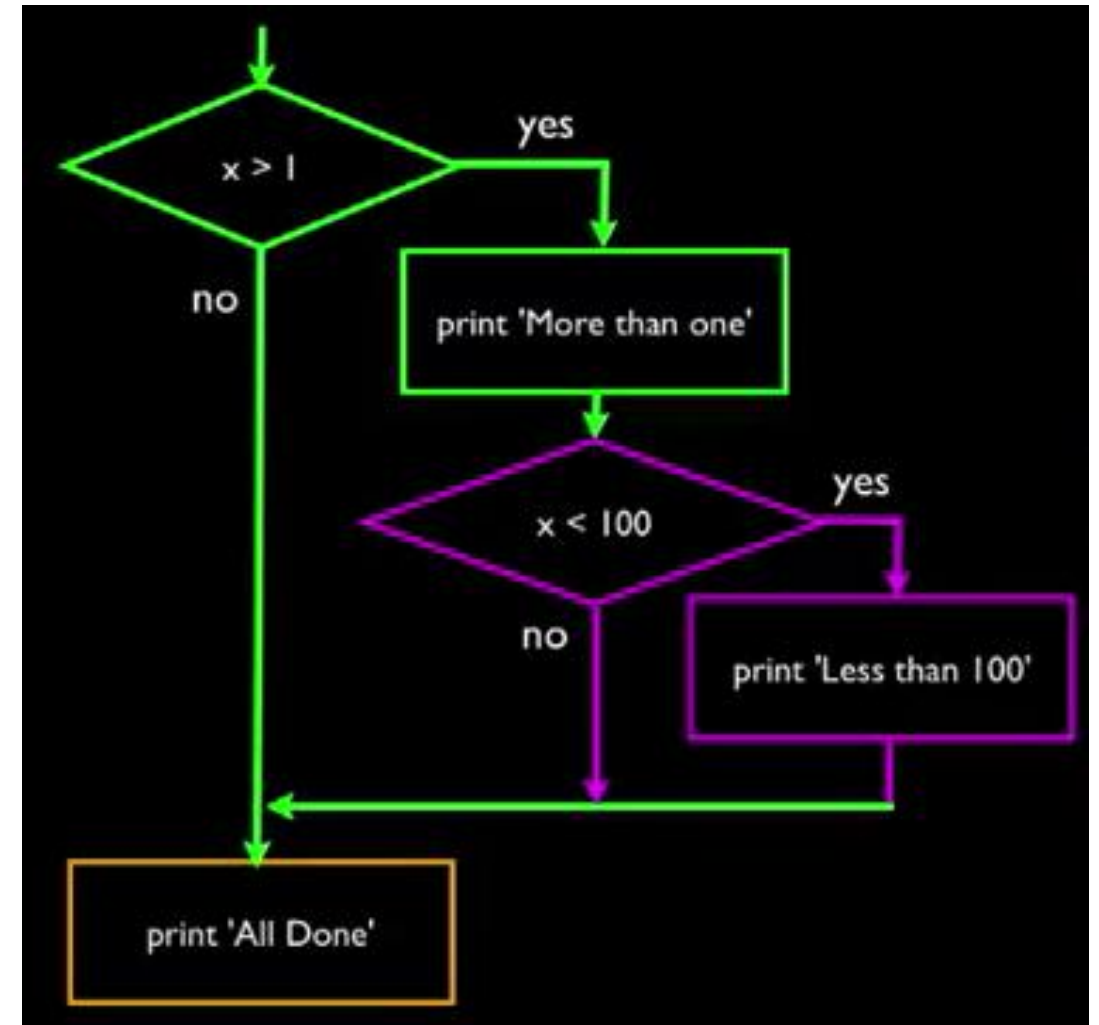 yes
x > 1
no
print 'More than one'
yes
x < 100
no
print 'Less than 100'
print 'All Done'